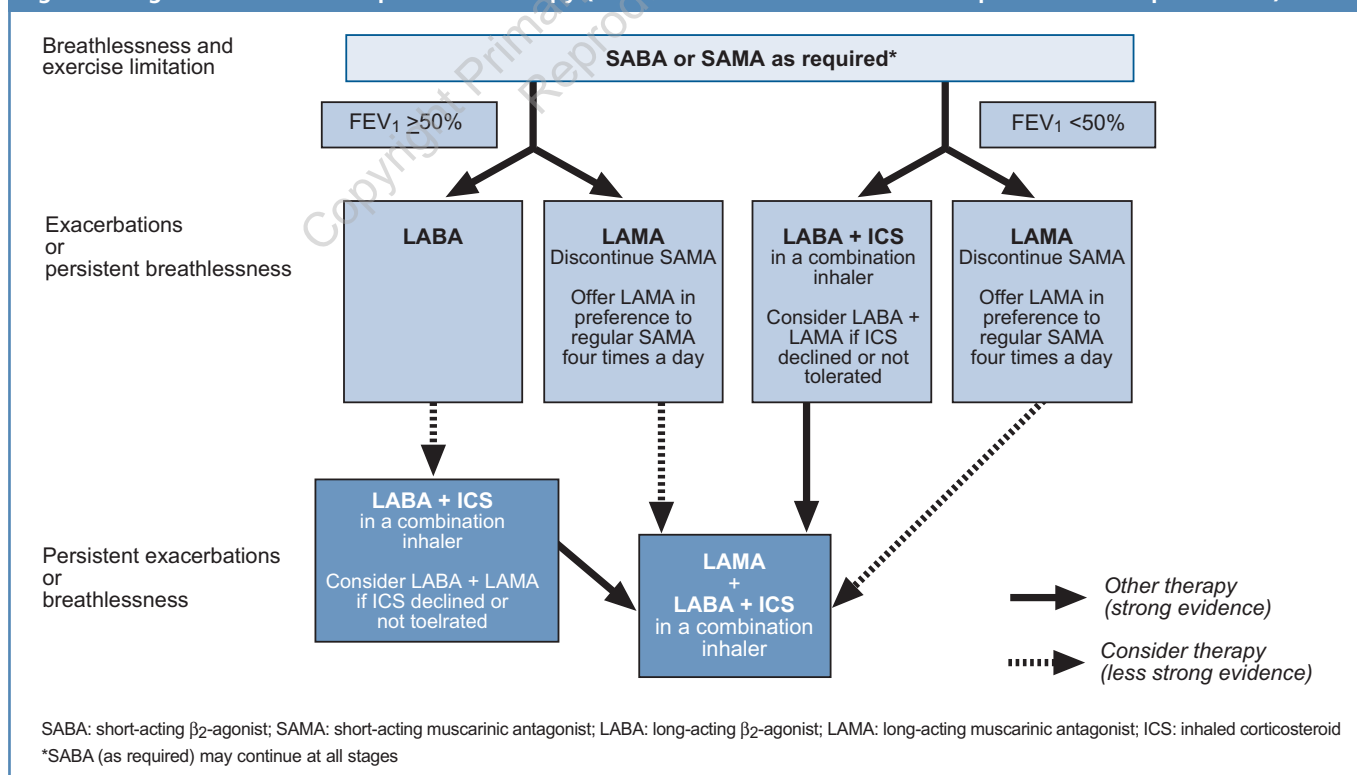 Breathlessness and
exercise limitation
SABA or SAMA as required*
FEV1 ≥50%
FEV1 <50%
Exacerbations
or
persistent breathlessness
LABA
LAMA
Discontinue SAMA
Offer LAMA in
preference to
regular SAMA
four times a day
LABA + ICS
in a combination
inhaler
Consider LABA +
LAMA if ICS
declined or not
tolerated
LAMA
Discontinue SAMA
Offer LAMA in
preference to
regular SAMA
four times a day
Persistent exacerbations
or
breathlessness
LABA + ICS
in a combination
inhaler
Consider LABA + LAMA
if ICS declined or
not toelrated
LAMA
+
LABA + ICS
in a combination
inhaler
Other therapy
(strong evidence)
Consider therapy
(less strong evidence)
SABA: short-acting β2-agonist; SAMA: short-acting muscarinic antagonist; LABA: long-acting β2-agonist; LAMA: long-acting muscarinic antagonist; ICS: inhaled corticosteroid
*SABA (as required) may continue at all stages
Copyright Prima
Reprod